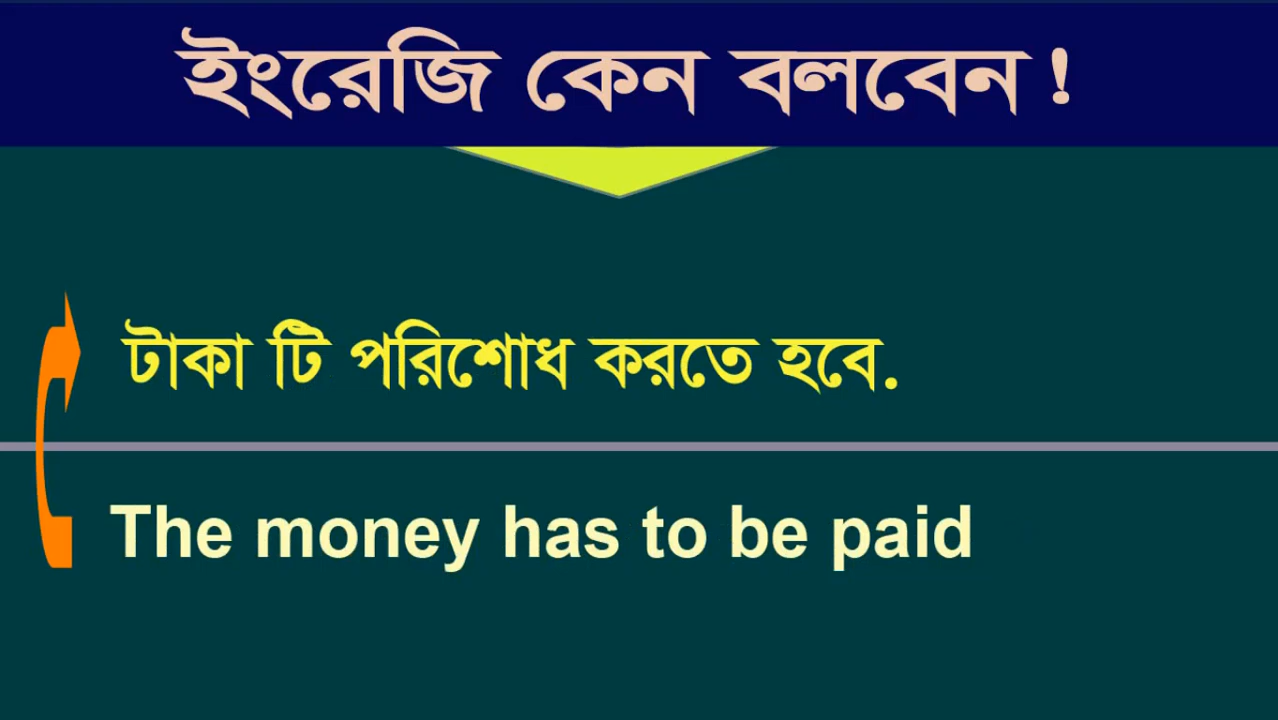 ইংরেজি কেন বলবেন !
টাকা টি পরিশোধ করতে হবে.
The money has to be paid